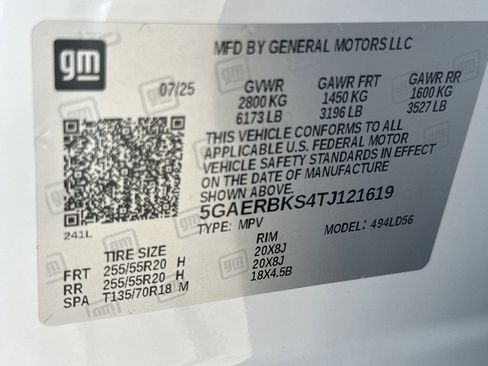 gm
MFD BY GENERAL MOTORS LLC
07/25
GVWR GAWR FRT GAWR RR
2800 KG 1450 KG 1600 KG
6173 LB 3196 LB 3527 LB
THIS VEHICLE CONFORMS TO ALL
APPLICABLE U.S. FEDERAL MOTOR
VEHICLE SAFETY STANDARDS IN EFFECT
ON THE DATE OF MANUFACTURE
SHOWN ABOVE.
5GAERBKS4TJ121619
241L
TYPE: MPV MODEL: 494LD56
TIRE SIZE RIM
FRT 255/55R20 H 20X8J
RR 255/55R20 H 20X8J
SPA T135/70R18 M 18X4.5B